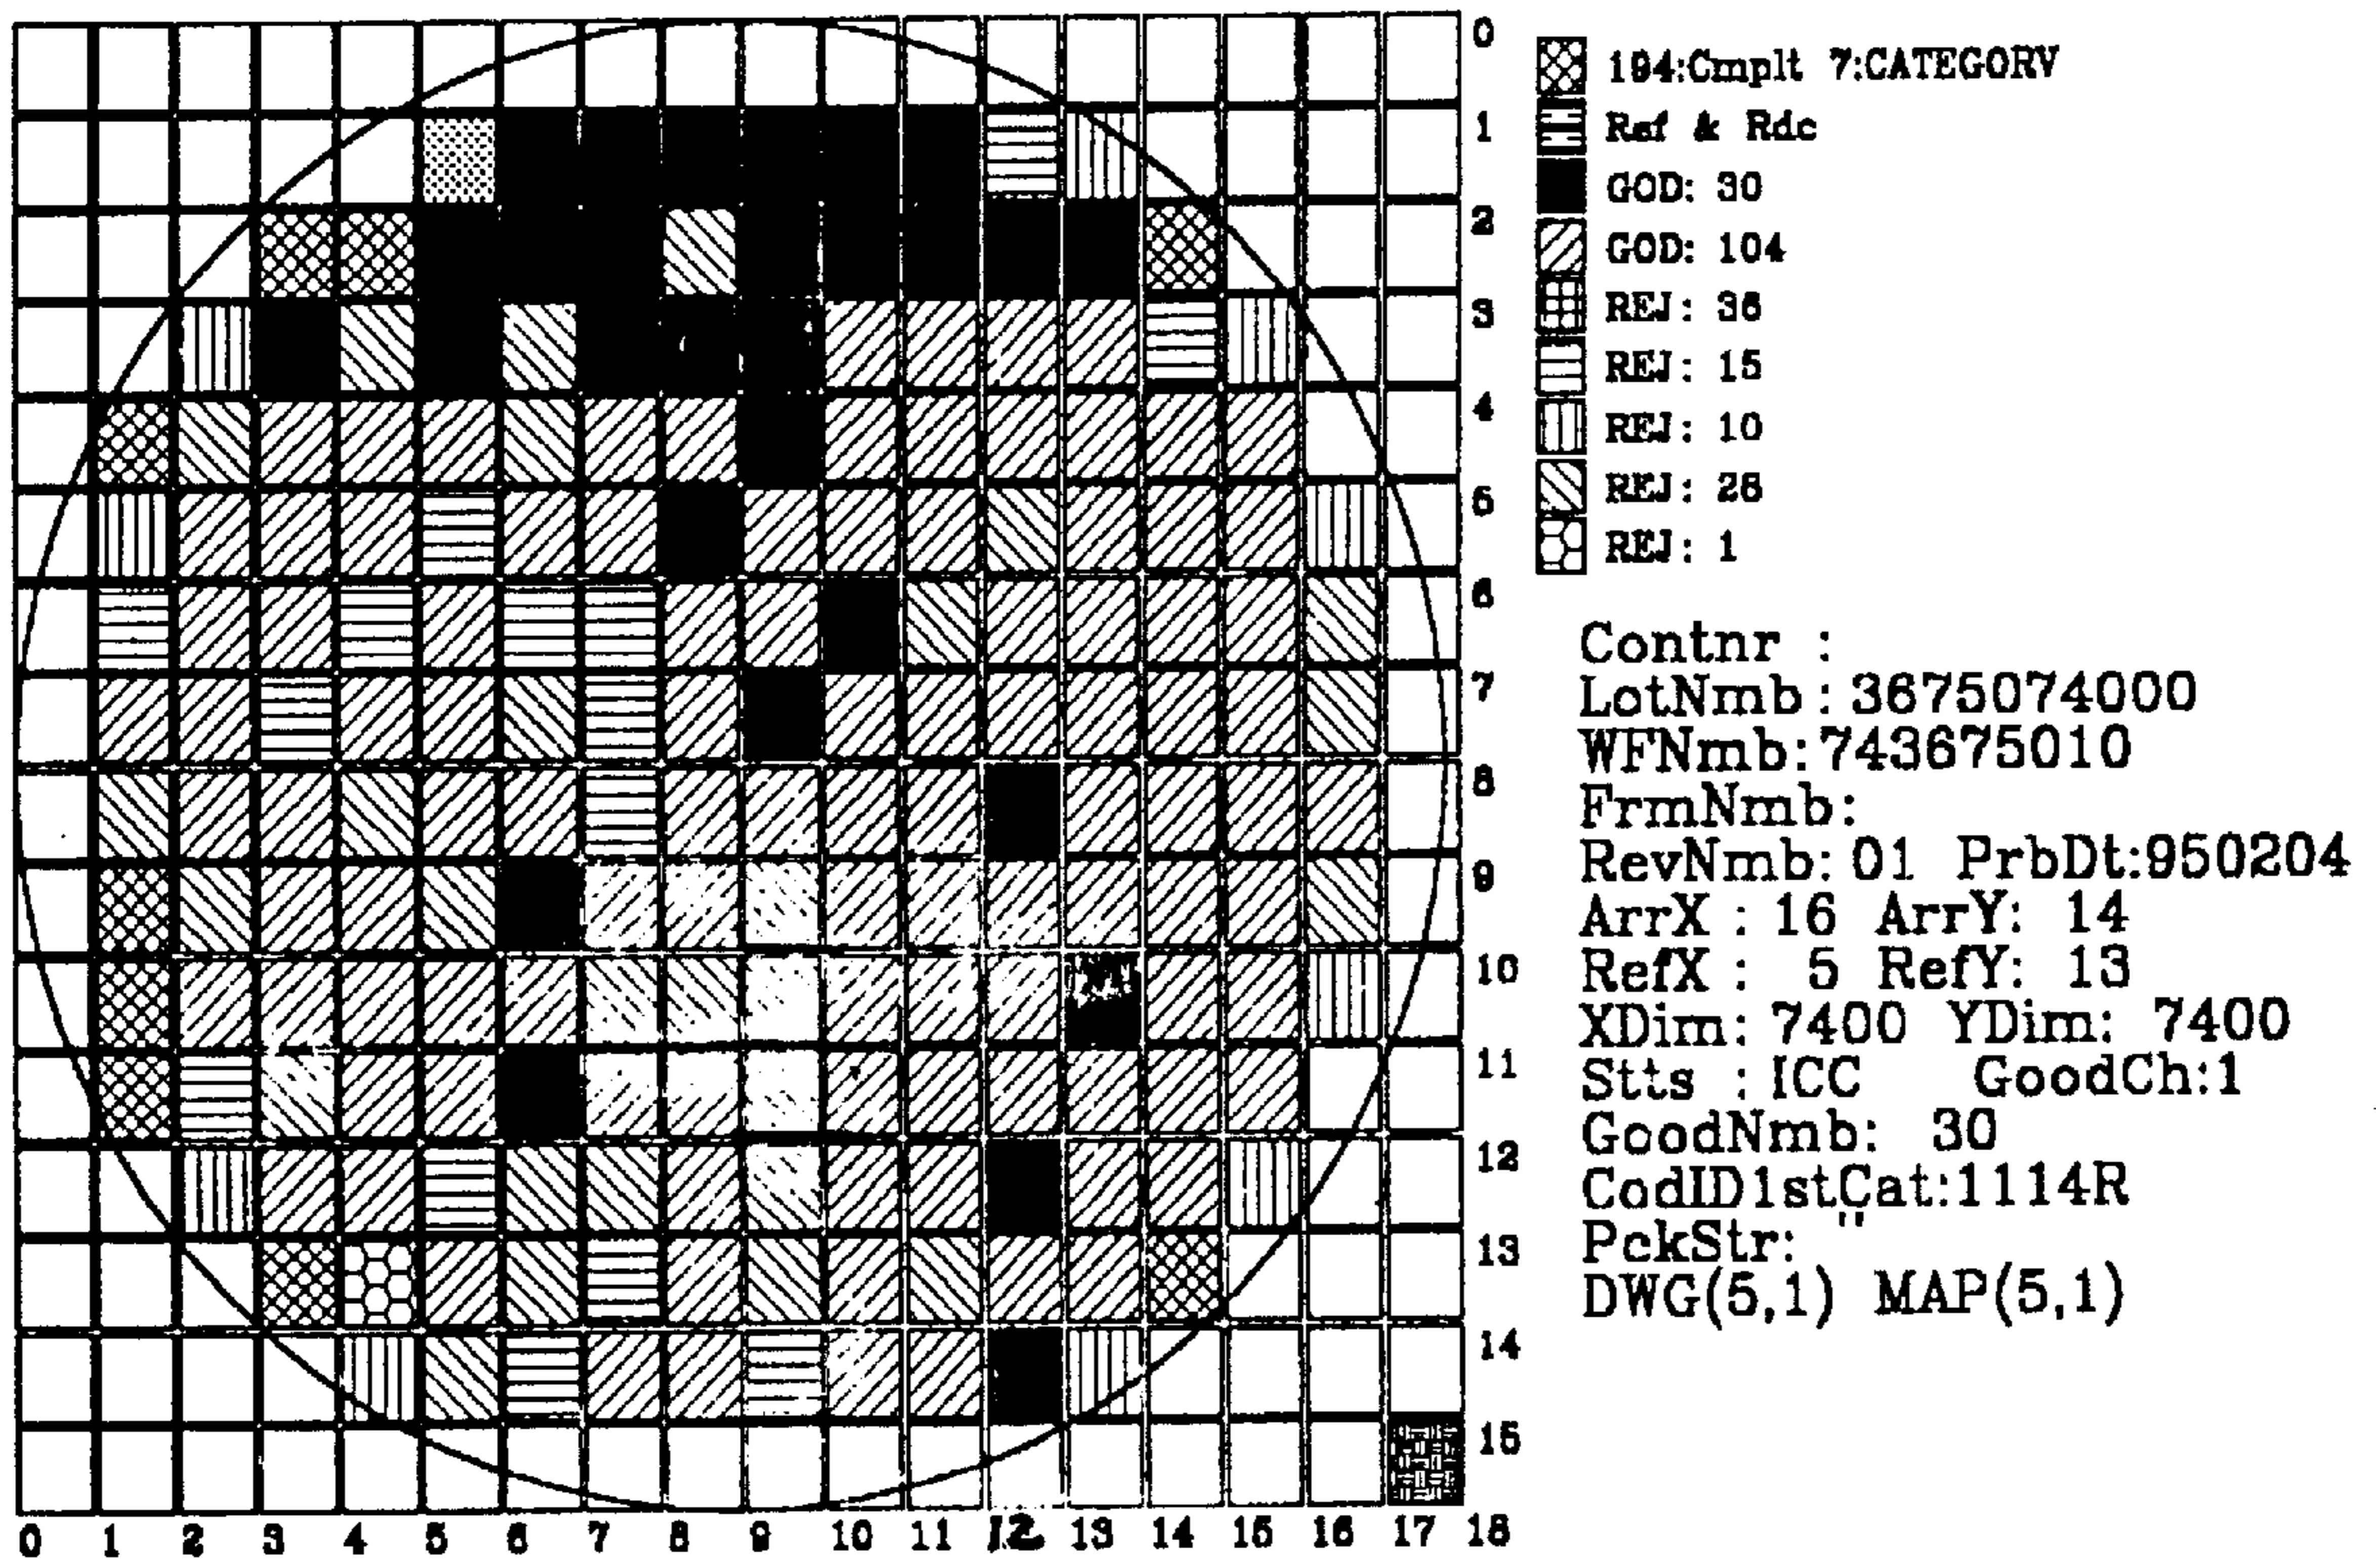 0
1
2
3
4
5
6
7
8
9
10
11
12
13
14
15
0 1 2 3 4 5 6 7 8 9 10 11 12 13 14 15 16 17 18
194:Cmplt 7:CATEGORV
Ref & Rdc
GOD: 30
GOD: 104
REJ: 36
REJ: 15
REJ: 10
REJ: 28
REJ: 1
Contnr :
LotNmb : 3675074000
WFNmb: 743675010
FrmNmb:
RevNmb: 01 PrbDt:950204
ArrX : 16 ArrY: 14
RefX : 5 RefY: 13
XDim: 7400 YDim: 7400
Stts : ICC GoodCh:1
GoodNmb: 30
CodID1stCat:1114R
PckStr: "
DWG(5,1) MAP(5,1)